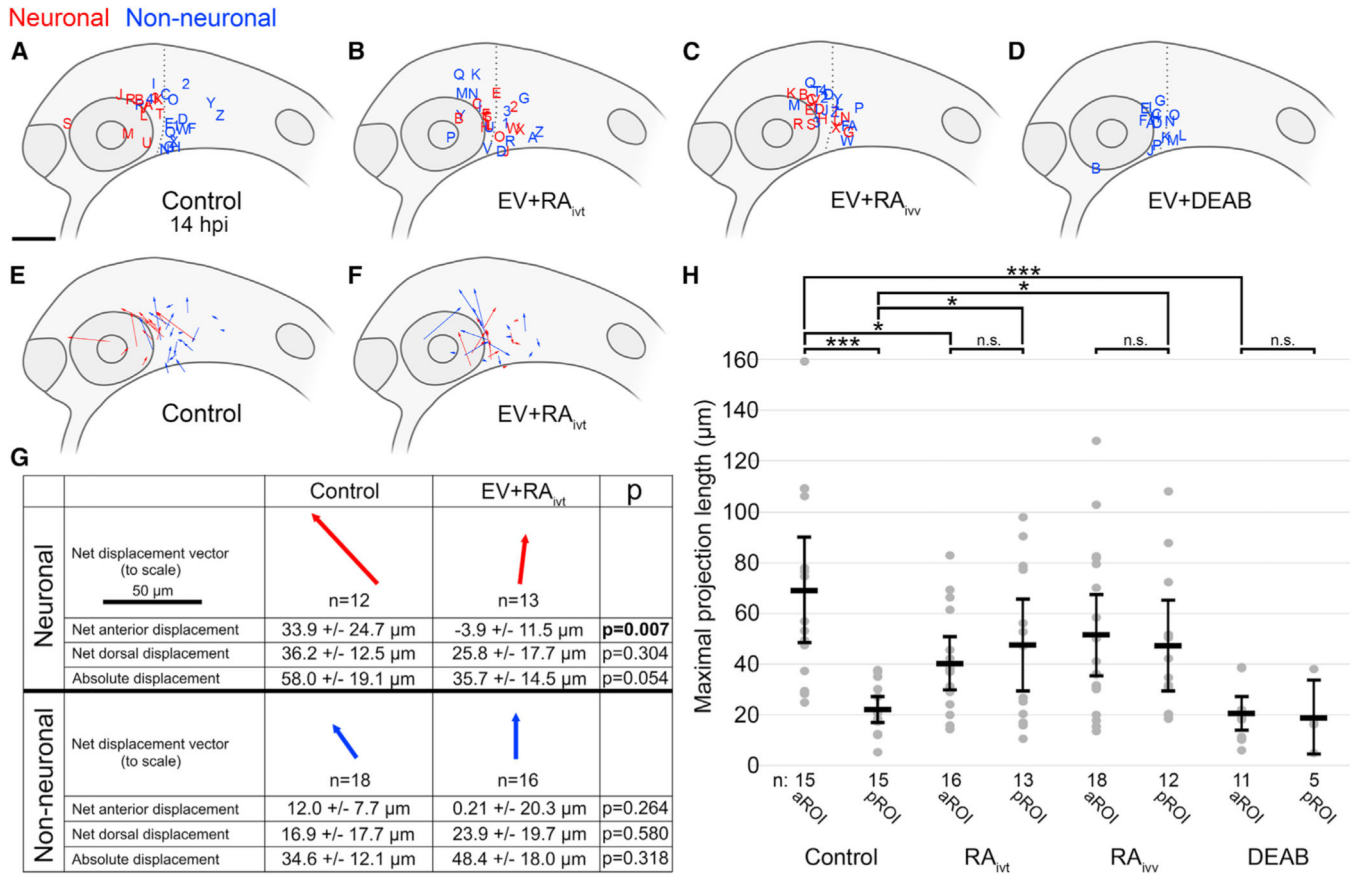 Neuronal Non-neuronal
A B C D
Control
14 hpi
EV+RAivt
EV+RAivv
EV+DEAB
E F H
Control
EV+RAivt
G
Control EV+RAivt p
Neuronal
Net displacement vector
(to scale)
50 µm
n=12 n=13
Net anterior displacement 33.9 +/- 24.7 µm -3.9 +/- 11.5 µm p=0.007
Net dorsal displacement 36.2 +/- 12.5 µm 25.8 +/- 17.7 µm p=0.304
Absolute displacement 58.0 +/- 19.1 µm 35.7 +/- 14.5 µm p=0.054
Non-neuronal
Net displacement vector
(to scale)
n=18 n=16
Net anterior displacement 12.0 +/- 7.7 µm 0.21 +/- 20.3 µm p=0.264
Net dorsal displacement 16.9 +/- 17.7 µm 23.9 +/- 19.7 µm p=0.580
Absolute displacement 34.6 +/- 12.1 µm 48.4 +/- 18.0 µm p=0.318
***
*
*
*
*** n.s. n.s. n.s.
Maximal projection length (µm)
160
140
120
100
80
60
40
20
0
n: 15 15 16 13 18 12 11 5
aROI pROI aROI pROI aROI pROI aROI pROI
Control RAivt RAivv DEAB